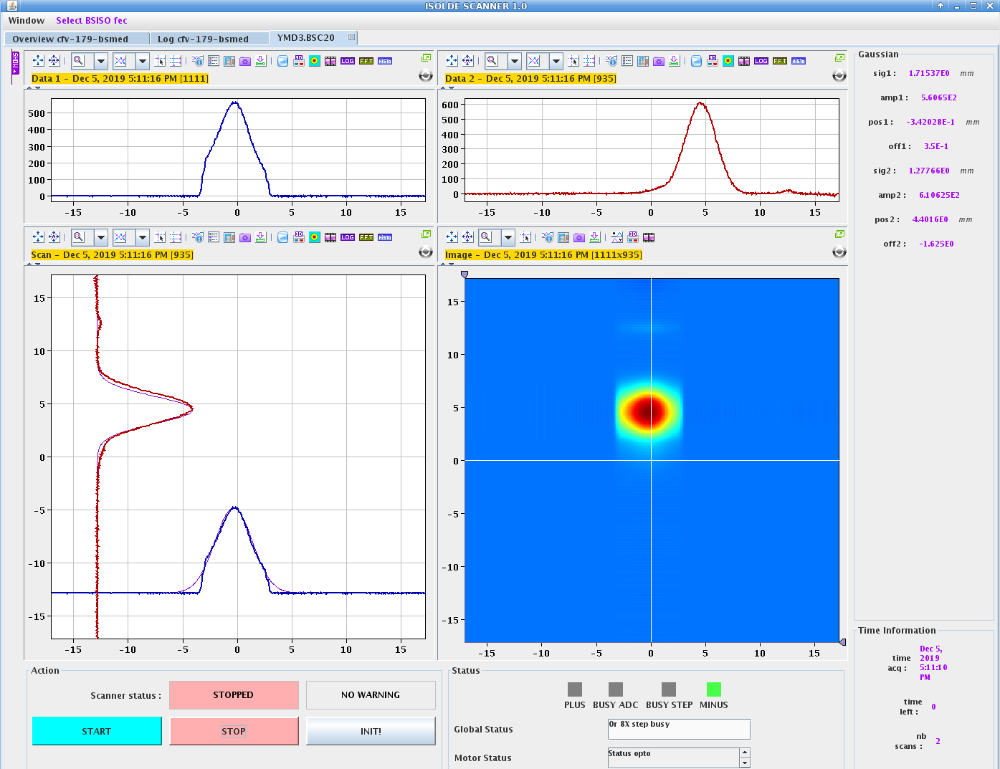 ISOLDE SCANNER 1.0
Window Select BSISO fec
Overview cfv-179-bsmed Log cfv-179-bsmed YMD3.BSC20
SHOW
LOG FFT HISTO
Data 1 – Dec 5, 2019 5:11:16 PM [1111]
500
400
300
200
100
0
-15 -10 -5 0 5 10 15
LOG FFT HISTO
Data 2 – Dec 5, 2019 5:11:16 PM [935]
600
500
400
300
200
100
0
-15 -10 -5 0 5 10 15
3D LOG FFT HISTO
Scan – Dec 5, 2019 5:11:16 PM [935]
15
10
5
0
-5
-10
-15
-15 -10 -5 0 5 10 15
3D
Image – Dec 5, 2019 5:11:16 PM [1111x935]
15
10
5
0
-5
-10
-15
-15 -10 -5 0 5 10 15
Gaussian
sig1 : 1.71537E0 mm
amp1 : 5.6065E2
pos1 : -3.42028E-1 mm
off1 : 3.5E-1
sig2 : 1.27766E0 mm
amp2 : 6.10625E2
pos2 : 4.4016E0 mm
off2 : -1.625E0
Time Information
time acq : Dec 5, 2019 5:11:10 PM
time left : 0
nb scans : 2
Action
Scanner status : STOPPED NO WARNING
START STOP INIT!
Status
PLUS BUSY ADC BUSY STEP MINUS
Global Status Or 8X step busy
Motor Status Status opto